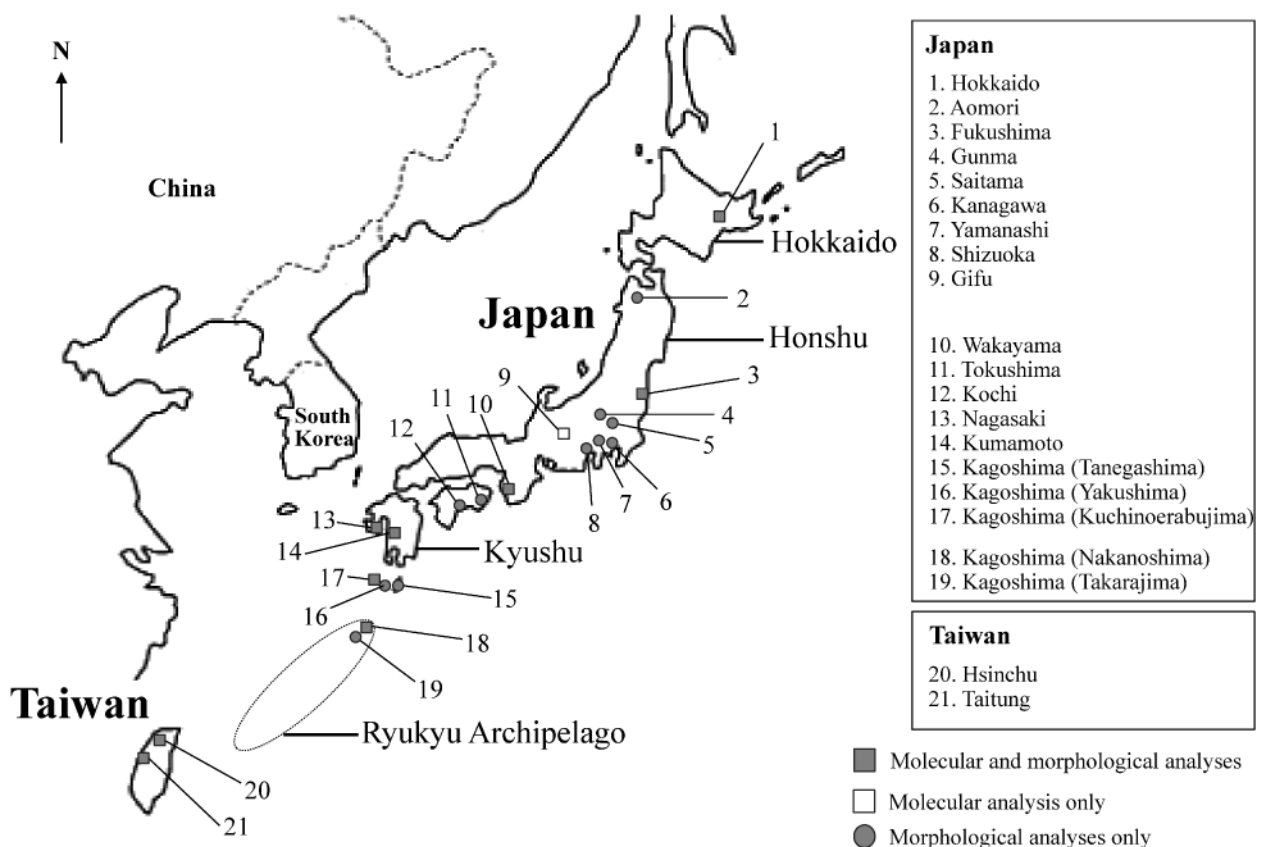 N
China
1
Hokkaido
2
Japan
Honshu
9
3
11
10
4
South
Korea
12
5
13
8
7
6
14
Kyushu
17
16
15
18
19
Taiwan
Ryukyu Archipelago
20
21
Japan
1. Hokkaido
2. Aomori
3. Fukushima
4. Gunma
5. Saitama
6. Kanagawa
7. Yamanashi
8. Shizuoka
9. Gifu
10. Wakayama
11. Tokushima
12. Kochi
13. Nagasaki
14. Kumamoto
15. Kagoshima (Tanegashima)
16. Kagoshima (Yakushima)
17. Kagoshima (Kuchinoerabujima)
18. Kagoshima (Nakanoshima)
19. Kagoshima (Takarajima)
Taiwan
20. Hsinchu
21. Taitung
Molecular and morphological analyses
Molecular analysis only
Morphological analyses only